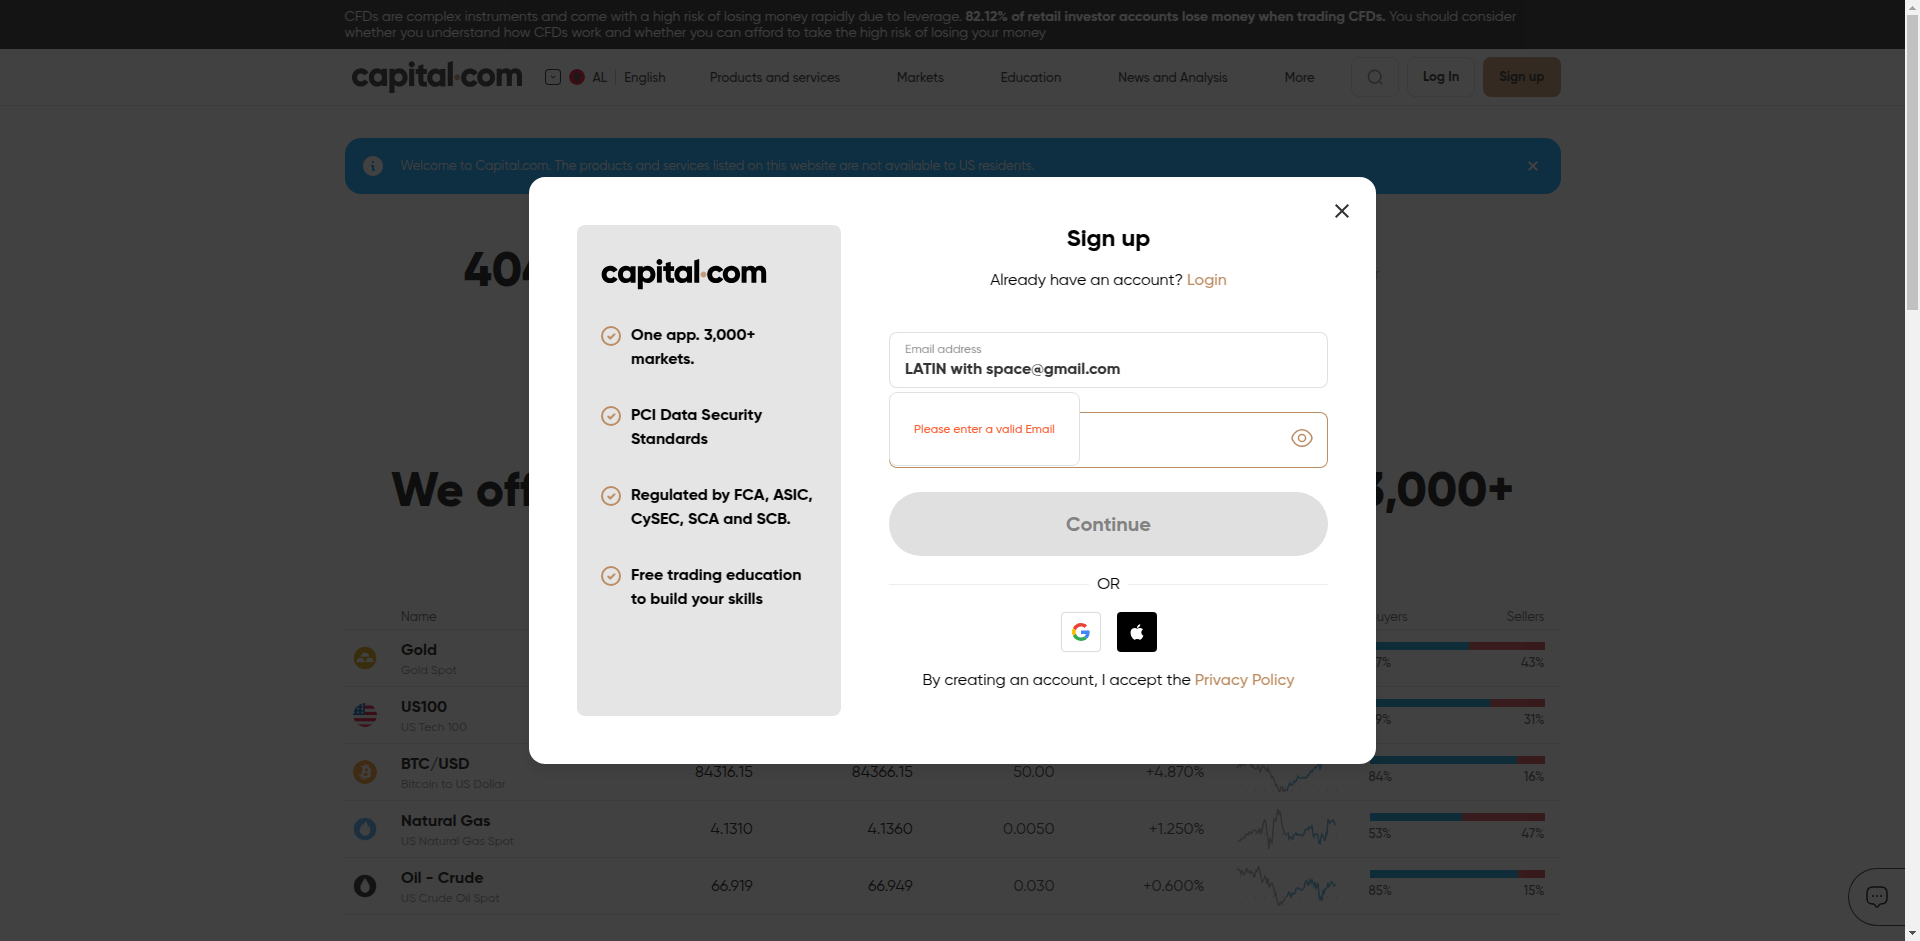 CFDs are complex instruments and come with a high risk of losing money rapidly due to leverage. 82.12% of retail investor accounts lose money when trading CFDs. You should consider
whether you understand how CFDs work and whether you can afford to take the high risk of losing your money
capital.com AL English Products and services Markets Education News and Analysis More Log In Sign up
Welcome to Capital.com. The products and services listed on this website are not available to US residents.
404
We off
3,000+
Sign up
Already have an account? Login
capital.com
One app. 3,000+
markets.
PCI Data Security
Standards
Regulated by FCA, ASIC,
CySEC, SCA and SCB.
Free trading education
to build your skills
Email address
LATIN with space@gmail.com
Please enter a valid Email
Continue
OR
By creating an account, I accept the Privacy Policy
Name uyers Sellers
Gold
Gold Spot 7% 43%
US100
US Tech 100 9% 31%
BTC/USD 84316.15 84366.15 50.00 +4.870%
Bitcoin to US Dollar 84% 16%
Natural Gas 4.1310 4.1360 0.0050 +1.250%
US Natural Gas Spot 53% 47%
Oil - Crude 66.919 66.949 0.030 +0.600%
US Crude Oil Spot 85% 15%